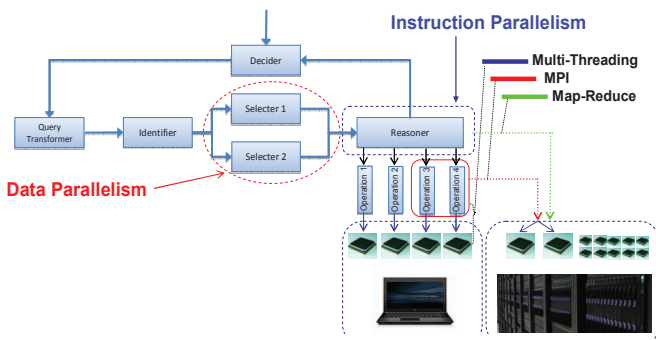 Instruction Parallelism
Multi-Threading
MPI
Map-Reduce
Decider
Selecter 1
Query
Transformer
Identifier
Reasoner
Selecter 2
Data Parallelism
Operation 1
Operation 2
Operation 3
Operation 4